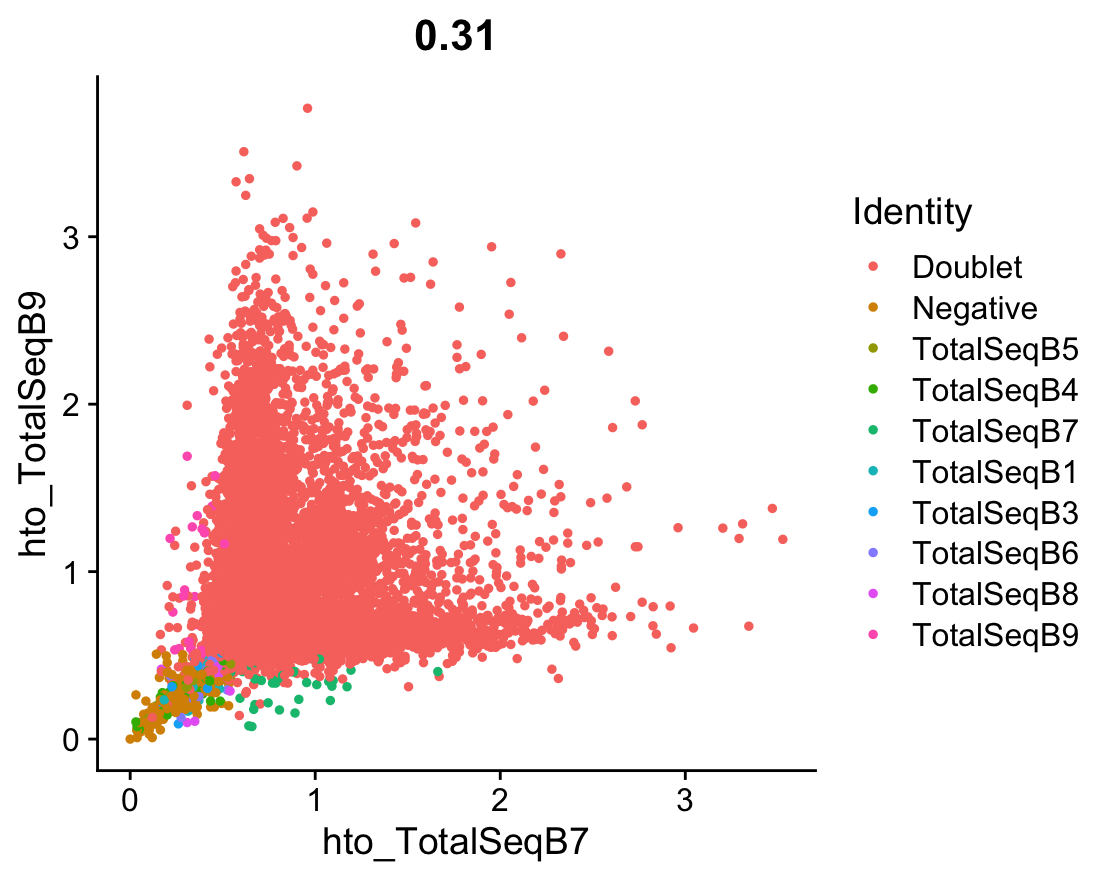 0.31
hto_TotalSeqB9
3
2
1
0
0 1 2 3
hto_TotalSeqB7
Identity
Doublet
Negative
TotalSeqB5
TotalSeqB4
TotalSeqB7
TotalSeqB1
TotalSeqB3
TotalSeqB6
TotalSeqB8
TotalSeqB9